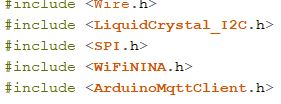 #include <Wire.h>
#include <LiquidCrystal_I2C.h>
#include <SPI.h>
#include <WiFiNINA.h>
#include <ArduinoMqttClient.h>